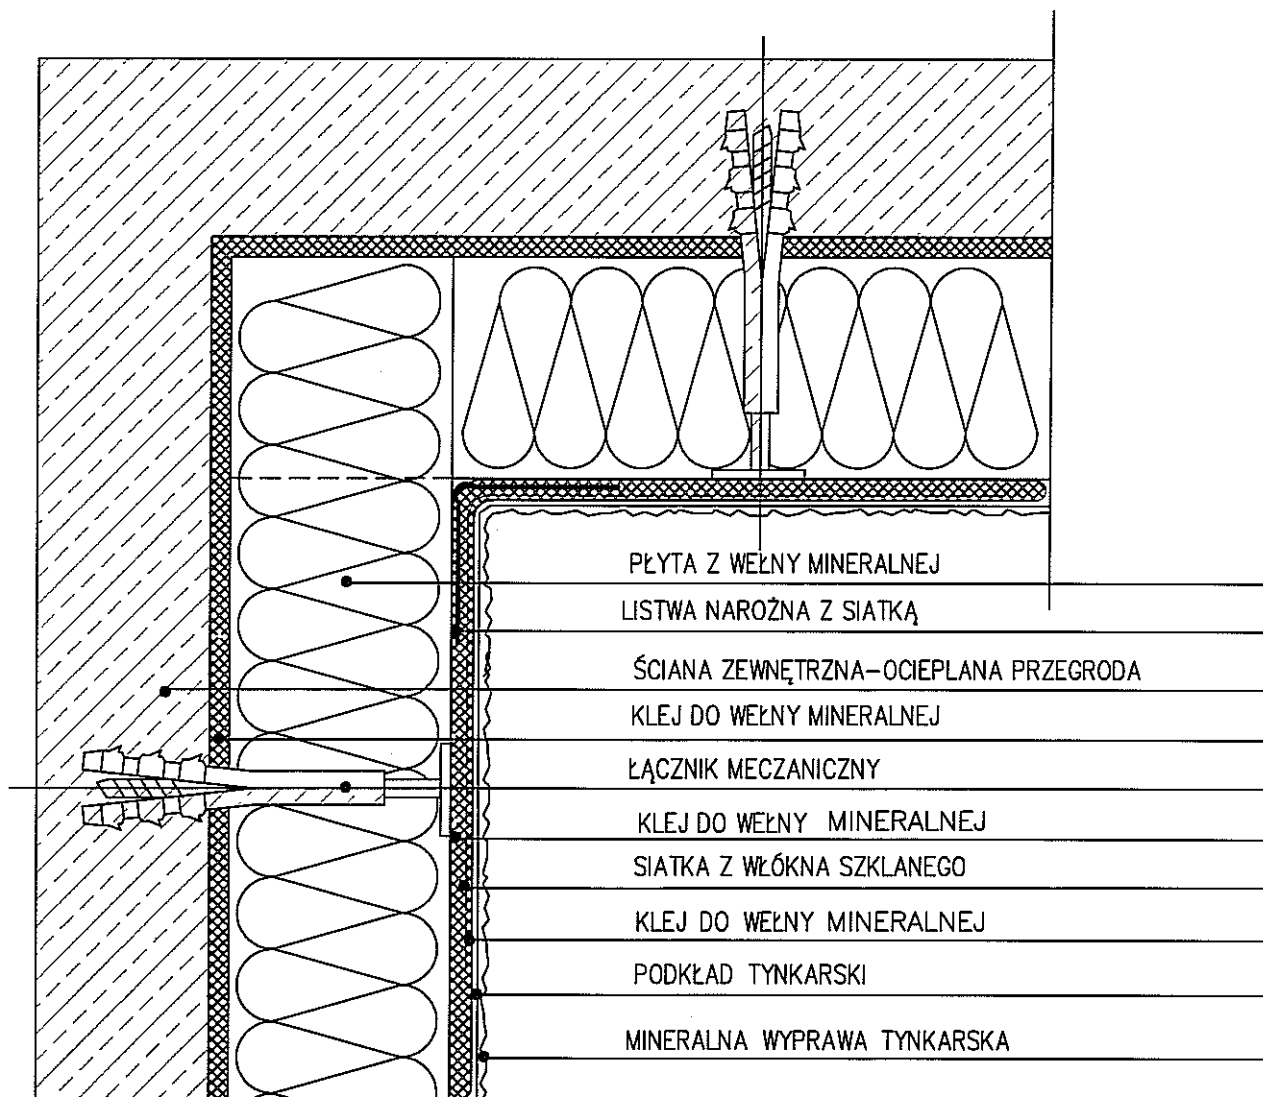 PŁYTA Z WEŁNY MINERALNEJ
LISTWA NAROŻNA Z SIATKĄ
ŚCIANA ZEWNĘTRZNA-OCIEPLANA PRZEGRODA
KLEJ DO WEŁNY MINERALNEJ
ŁĄCZNIK MECZANICZNY
KLEJ DO WEŁNY MINERALNEJ
SIATKA Z WŁÓKNA SZKLANEGO
KLEJ DO WEŁNY MINERALNEJ
PODKŁAD TYNKARSKI
MINERALNA WYPRAWA TYNKARSKA